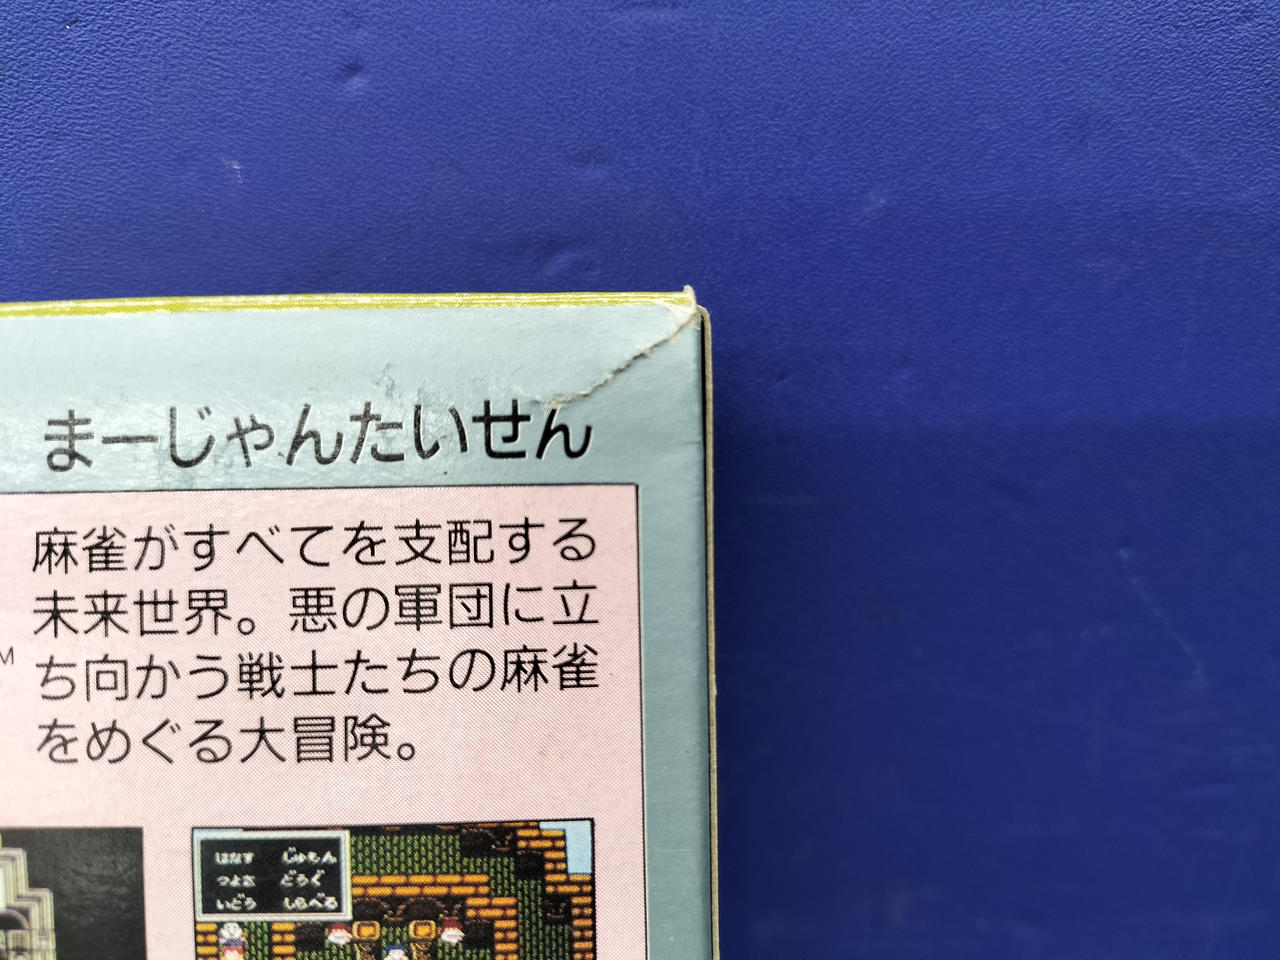 まーじゃんたいせん
麻雀がすべてを支配する
未来世界。悪の軍団に立
ち向かう戦士たちの麻雀
をめぐる大冒険。
M
はなす じゅもん
つよさ どうぐ
いどう しらべる